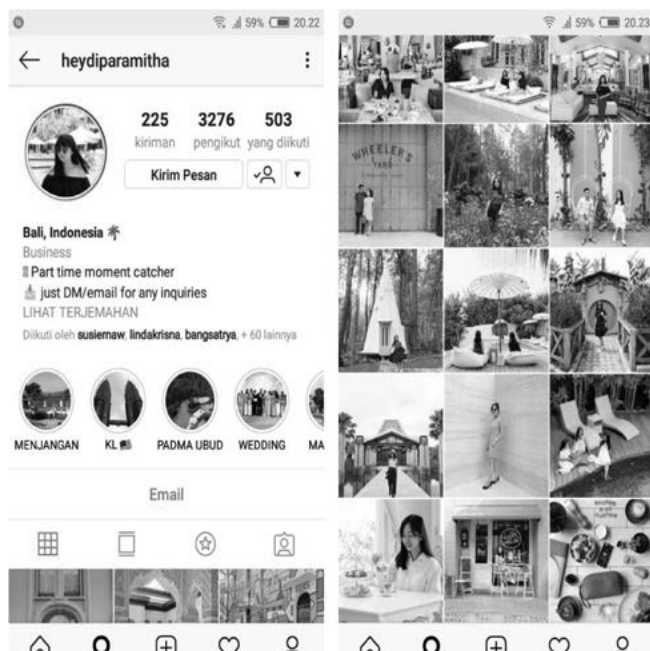 59% 20.22
heydiparamitha
225 3276 503
kiriman pengikut yang diikuti
Kirim Pesan
Bali, Indonesia
Business
Part time moment catcher
just DM/email for any inquiries
LIHAT TERJEMAHAN
Diikuti oleh susiernaw, lindakrisna, bangsatrya, + 60 lainnya
MENJANGAN KL PADMA UBUD WEDDING MA
Email
59% 20.23
WHEELER'S
YARD